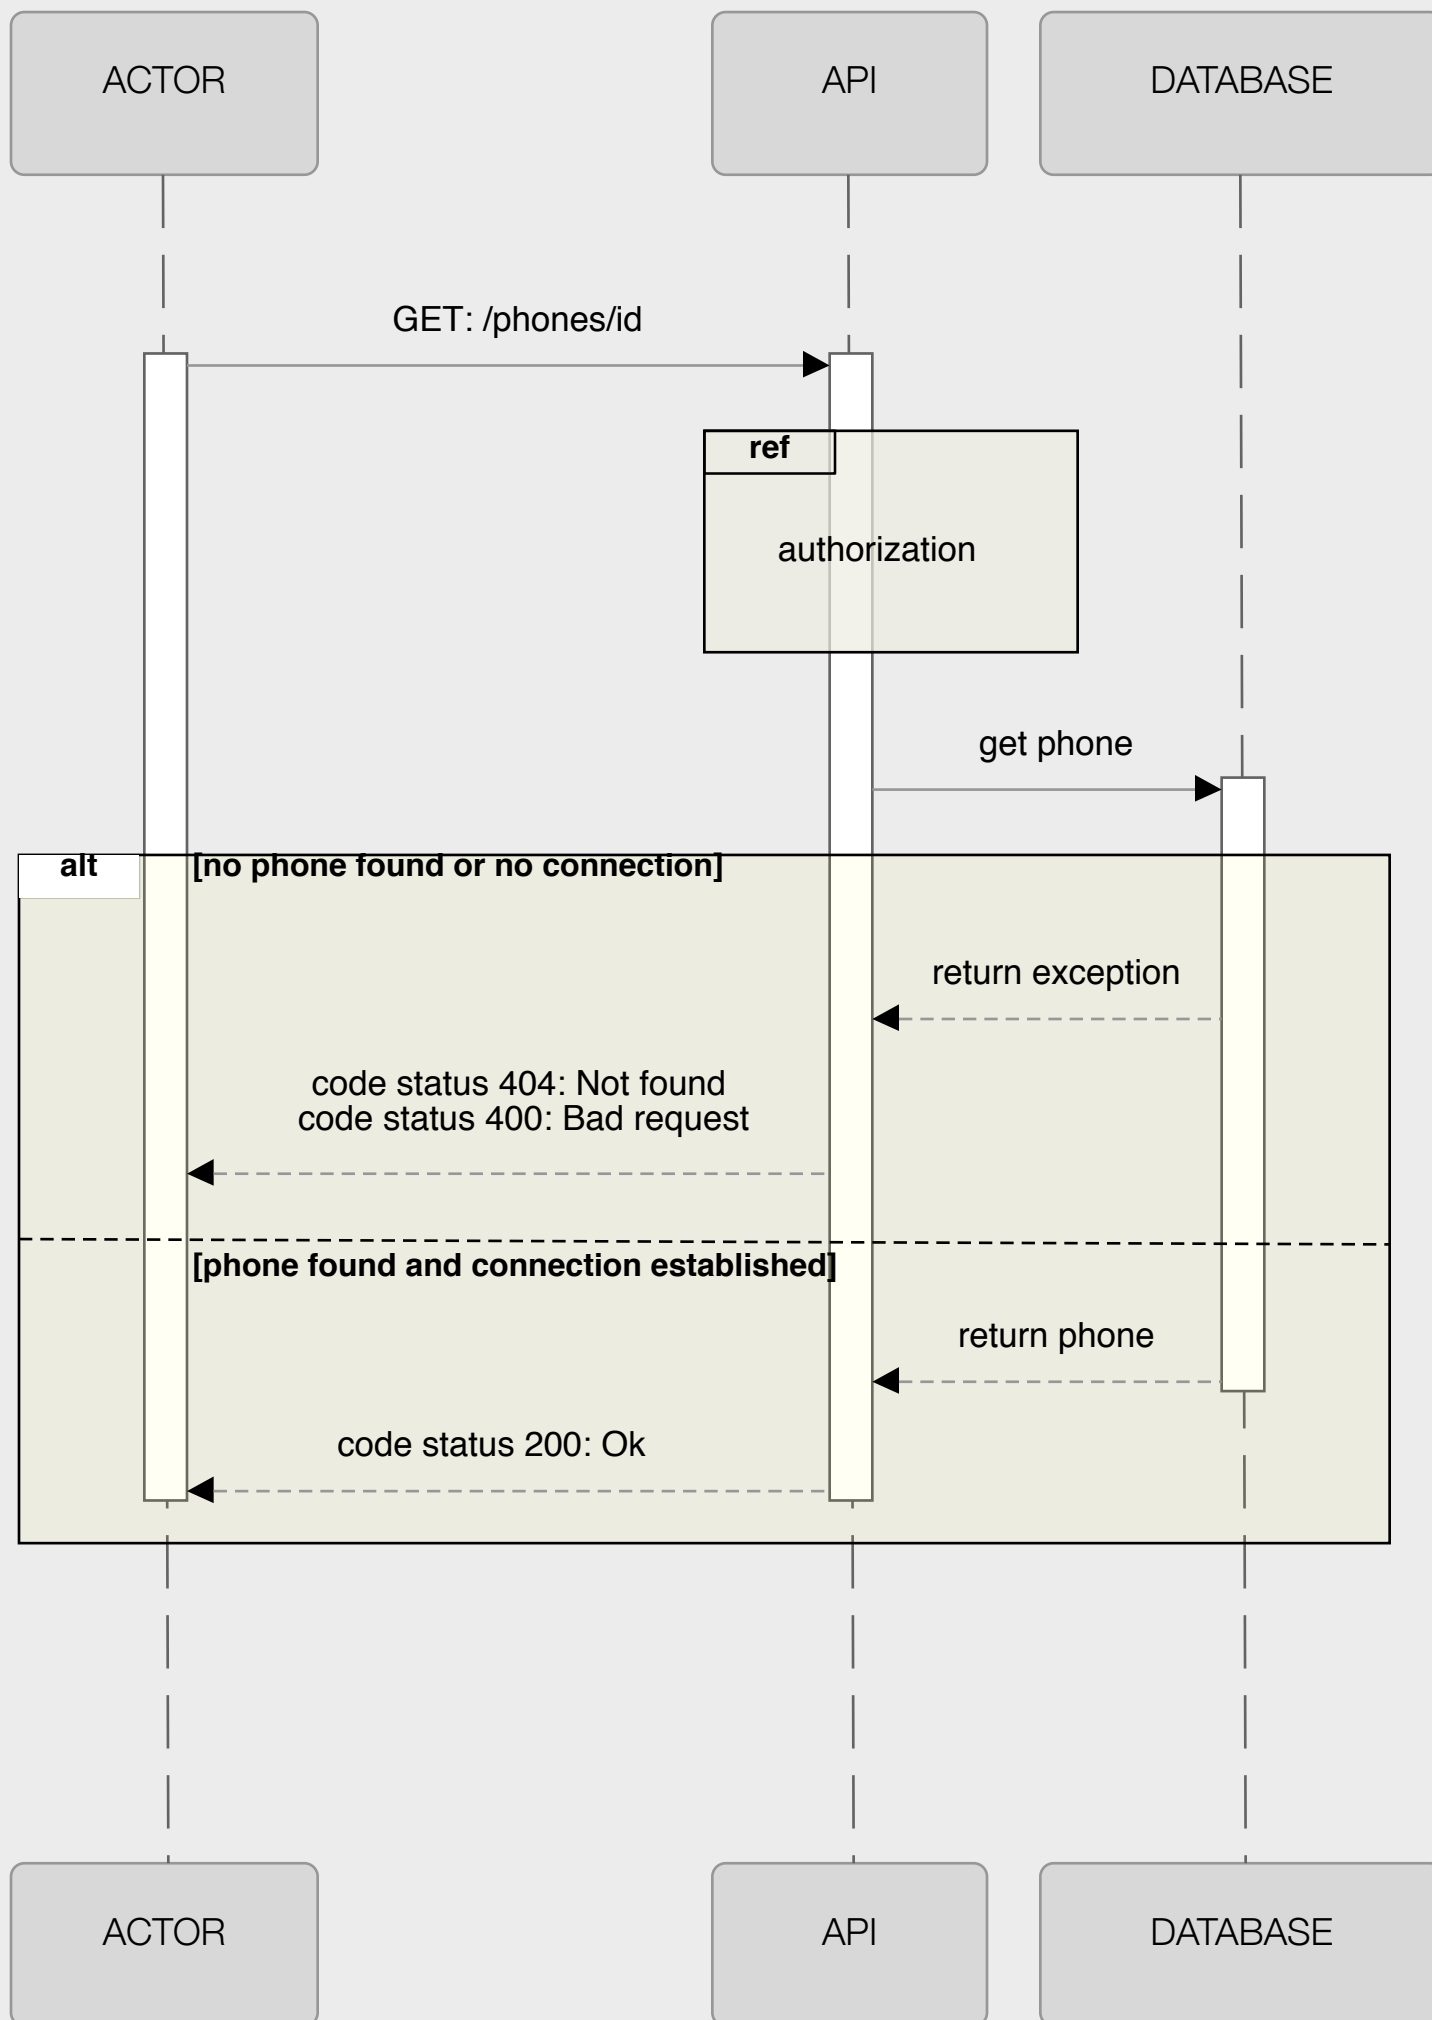 ACTOR
API
DATABASE
GET: /phones/id
ref
authorization
get phone
alt
[no phone found or no connection]
return exception
code status 404: Not found
code status 400: Bad request
[phone found and connection established]
return phone
code status 200: Ok
ACTOR
API
DATABASE